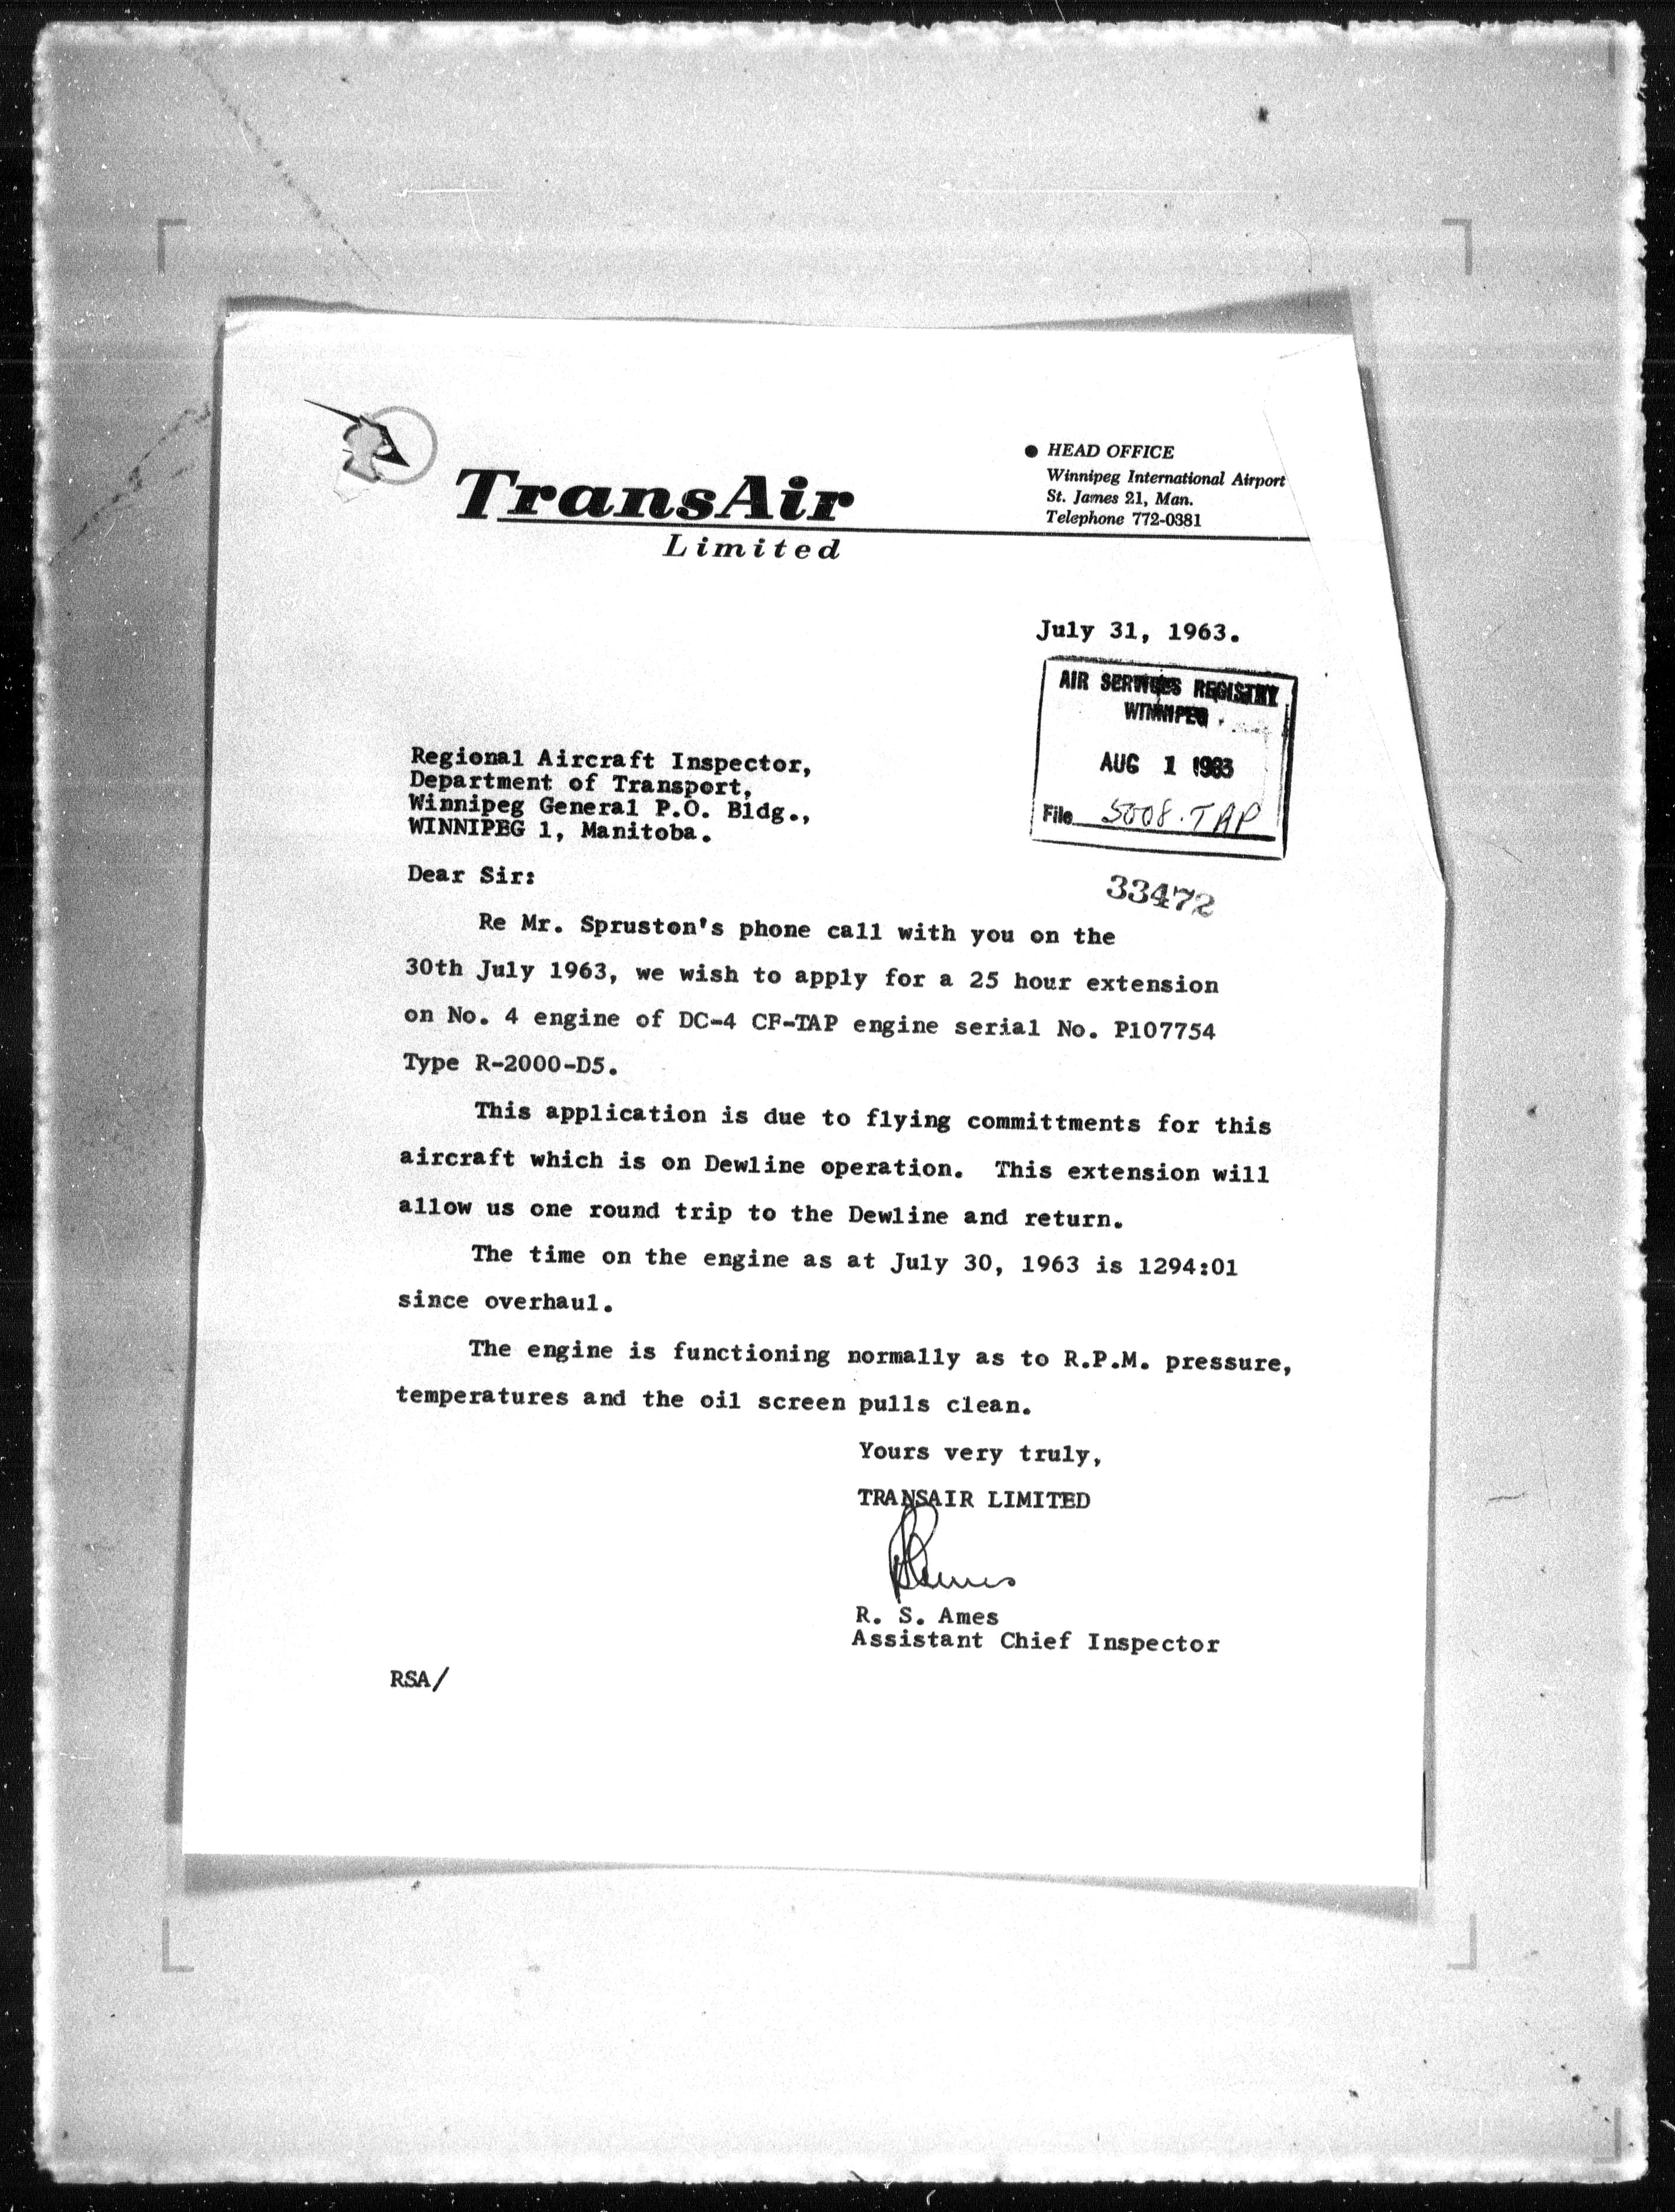 TransAir
Limited
HEAD OFFICE
Winnipeg International Airport
St. James 21, Man.
Telephone 772-0381
July 31, 1963.
AIR SERVICES REGISTRY
WINNIPEG
AUG 1 1963
File 5008.TAP
33472
Regional Aircraft Inspector,
Department of Transport,
Winnipeg General P.O. Bldg.,
WINNIPEG 1, Manitoba.
Dear Sir:
Re Mr. Spruston's phone call with you on the
30th July 1963, we wish to apply for a 25 hour extension
on No. 4 engine of DC-4 CF-TAP engine serial No. P107754
Type R-2000-D5.
This application is due to flying committments for this
aircraft which is on Dewline operation. This extension will
allow us one round trip to the Dewline and return.
The time on the engine as at July 30, 1963 is 1294:01
since overhaul.
The engine is functioning normally as to R.P.M. pressure,
temperatures and the oil screen pulls clean.
Yours very truly,
TRANSAIR LIMITED
R. S. Ames
Assistant Chief Inspector
RSA/